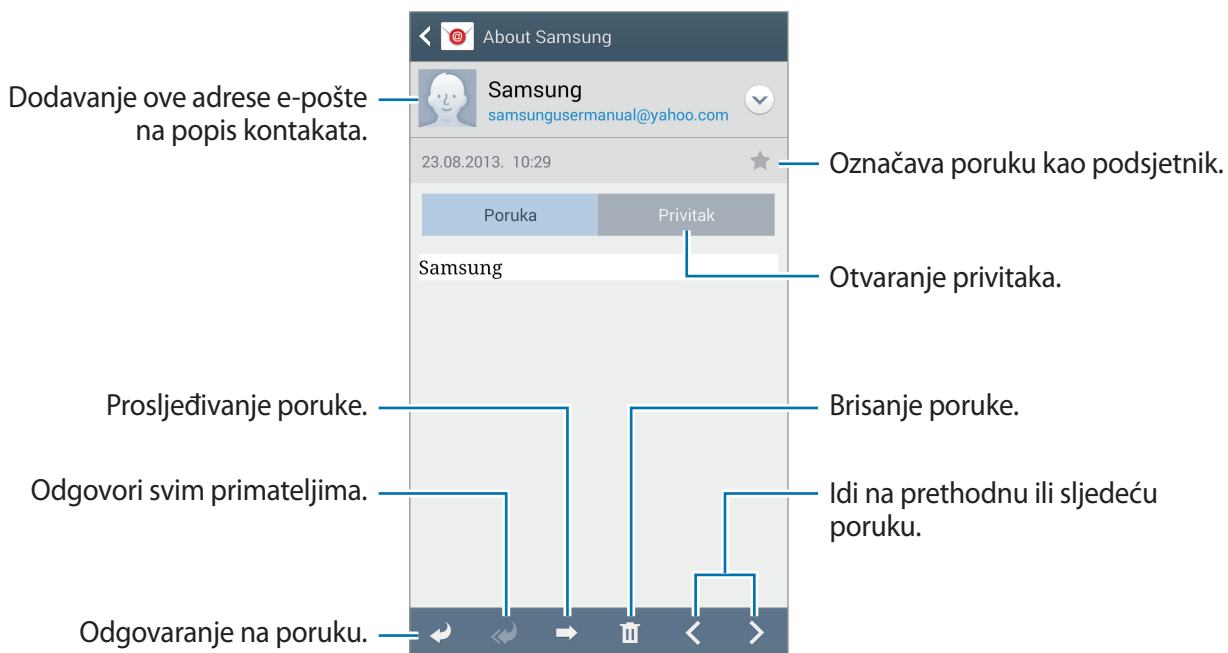 About Samsung
Dodavanje ove adrese e-pošte
na popis kontakata.
Samsung
samsungusermanual@yahoo.com
23.08.2013. 10:29
Označava poruku kao podsjetnik.
Poruka
Privitak
Samsung
Otvaranje privitaka.
Prosljeđivanje poruke.
Brisanje poruke.
Odgovori svim primateljima.
Idi na prethodnu ili sljedeću
poruku.
Odgovaranje na poruku.